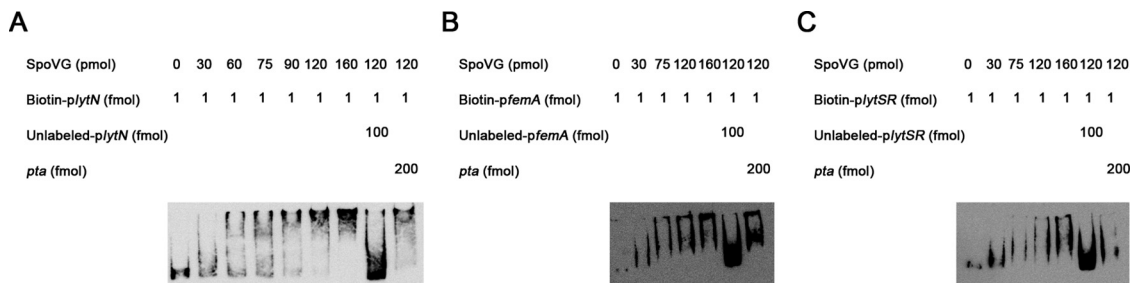 A
SpoVG (pmol) 0 30 60 75 90 120 160 120 120
Biotin-plytN (fmol) 1 1 1 1 1 1 1 1 1
Unlabeled-plytN (fmol) 100
pta (fmol) 200
B
SpoVG (pmol) 0 30 75 120 160 120 120
Biotin-pfemA (fmol) 1 1 1 1 1 1 1
Unlabeled-pfemA (fmol) 100
pta (fmol) 200
C
SpoVG (pmol) 0 30 75 120 160 120 120
Biotin-plytSR (fmol) 1 1 1 1 1 1 1
Unlabeled-plytSR (fmol) 100
pta (fmol) 200